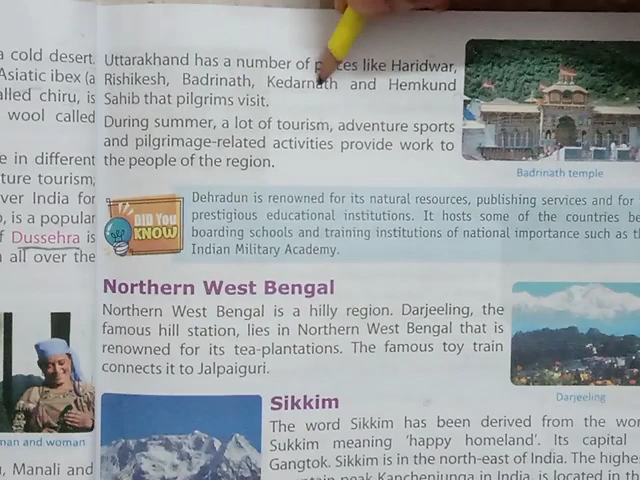 a cold desert.
Asiatic ibex (a
alled chiru, is
wool called
e in different
ture tourism,
ver India for
, is a popular
f Dussehra is
all over the
man and woman
, Manali and
Uttarakhand has a number of places like Haridwar,
Rishikesh, Badrinath, Kedarnath and Hemkund
Sahib that pilgrims visit.
During summer, a lot of tourism, adventure sports
and pilgrimage-related activities provide work to
the people of the region.
Badrinath temple
DID YOU
KNOW
Dehradun is renowned for its natural resources, publishing services and for
prestigious educational institutions. It hosts some of the countries be
boarding schools and training institutions of national importance such as th
Indian Military Academy.
Northern West Bengal
Northern West Bengal is a hilly region. Darjeeling, the
famous hill station, lies in Northern West Bengal that is
renowned for its tea-plantations. The famous toy train
connects it to Jalpaiguri.
Darjeeling
Sikkim
The word Sikkim has been derived from the wor
Sukkim meaning 'happy homeland'. Its capital
Gangtok. Sikkim is in the north-east of India. The highe
peak Kanchenjunga in India, is located in th